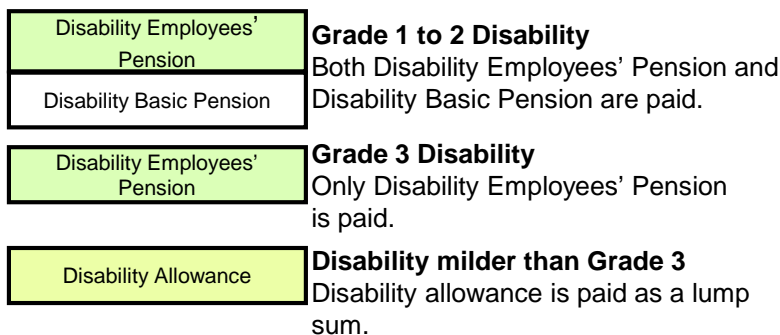 Disability Employees’
Pension
Disability Basic Pension
Grade 1 to 2 Disability
Both Disability Employees’ Pension and
Disability Basic Pension are paid.
Disability Employees’
Pension
Grade 3 Disability
Only Disability Employees’ Pension
is paid.
Disability Allowance
Disability milder than Grade 3
Disability allowance is paid as a lump
sum.